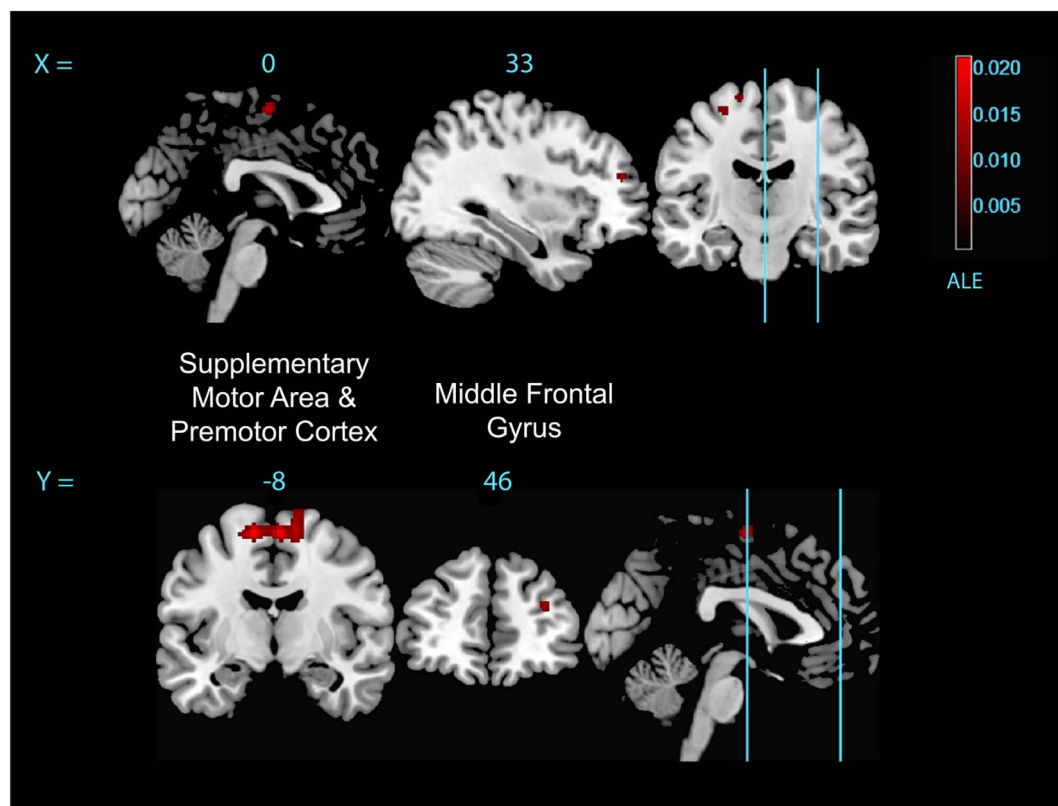 X =
0
33
0.020
0.015
0.010
0.005
ALE
Supplementary
Motor Area &
Premotor Cortex
Middle Frontal
Gyrus
Y =
-8
46